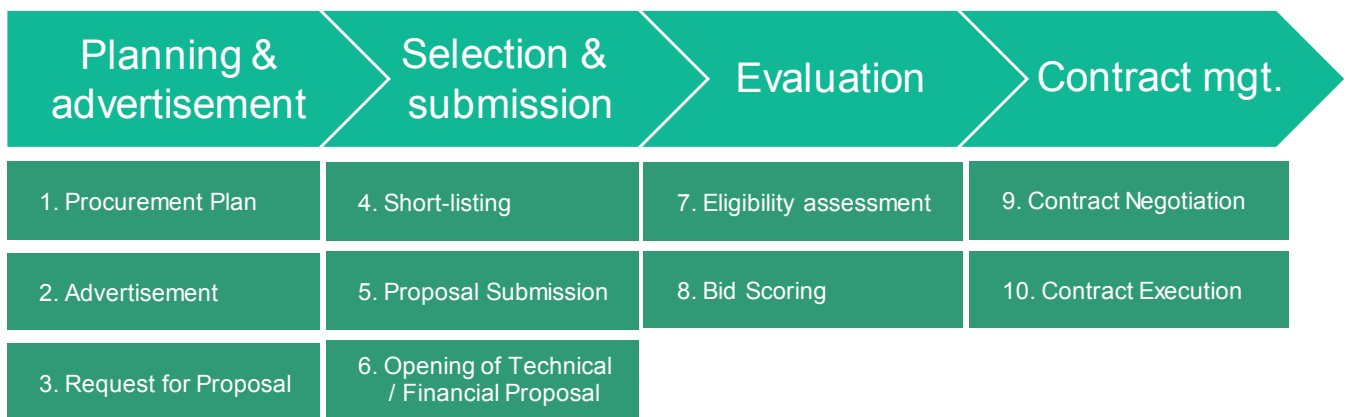 Planning &
advertisement
Selection &
submission
Evaluation
Contract mgt.
1. Procurement Plan
4. Short-listing
7. Eligibility assessment
9. Contract Negotiation
2. Advertisement
5. Proposal Submission
8. Bid Scoring
10. Contract Execution
3. Request for Proposal
6. Opening of Technical
/ Financial Proposal